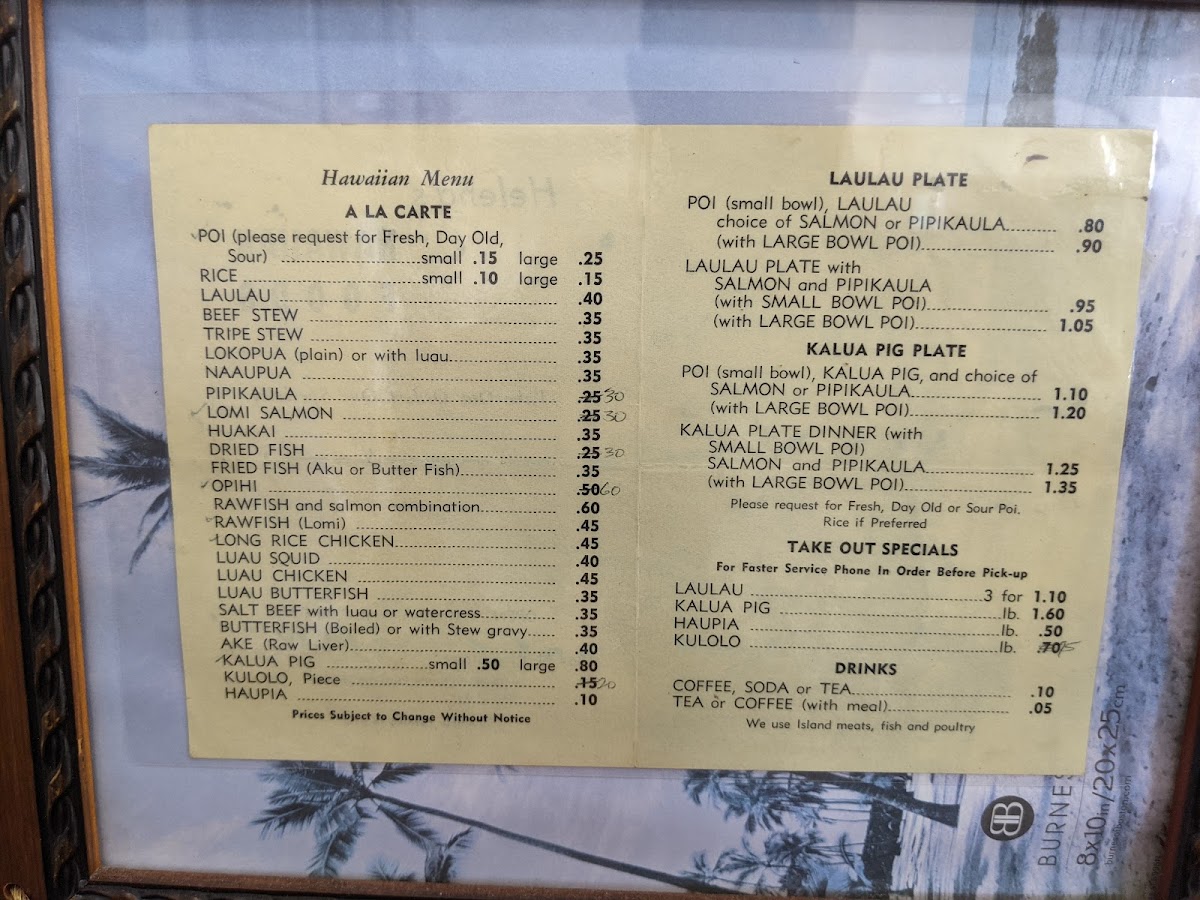 Hawaiian Menu
A LA CARTE
POI (please request for Fresh, Day Old,
Sour) small .15 large .25
RICE small .10 large .15
LAULAU .40
BEEF STEW .35
TRIPE STEW .35
LOKOPUA (plain) or with luau .35
NAAUPUA .35
PIPIKAULA .25 30
LOMI SALMON .25 30
HUAKAI .35
DRIED FISH .25 30
FRIED FISH (Aku or Butter Fish) .35
OPIHI .50 60
RAWFISH and salmon combination .60
RAWFISH (Lomi) .45
LONG RICE CHICKEN .45
LUAU SQUID .40
LUAU CHICKEN .45
LUAU BUTTERFISH .35
SALT BEEF with luau or watercress .35
BUTTERFISH (Boiled) or with Stew gravy .35
AKE (Raw Liver) .40
KALUA PIG small .50 large .80
KULOLO, Piece .15 20
HAUPIA .10
Prices Subject to Change Without Notice
LAULAU PLATE
POI (small bowl), LAULAU
choice of SALMON or PIPIKAULA .80
(with LARGE BOWL POI) .90
LAULAU PLATE with
SALMON and PIPIKAULA
(with SMALL BOWL POI) .95
(with LARGE BOWL POI) 1.05
KALUA PIG PLATE
POI (small bowl), KALUA PIG, and choice of
SALMON or PIPIKAULA 1.10
(with LARGE BOWL POI) 1.20
KALUA PLATE DINNER (with
SMALL BOWL POI)
SALMON and PIPIKAULA 1.25
(with LARGE BOWL POI) 1.35
Please request for Fresh, Day Old or Sour Poi.
Rice if Preferred
TAKE OUT SPECIALS
For Faster Service Phone In Order Before Pick-up
LAULAU 3 for 1.10
KALUA PIG lb. 1.60
HAUPIA lb. .50
KULOLO lb. .70 75
DRINKS
COFFEE, SODA or TEA .10
TEA or COFFEE (with meal) .05
We use Island meats, fish and poultry
BURNES
8x10in/20x25cm